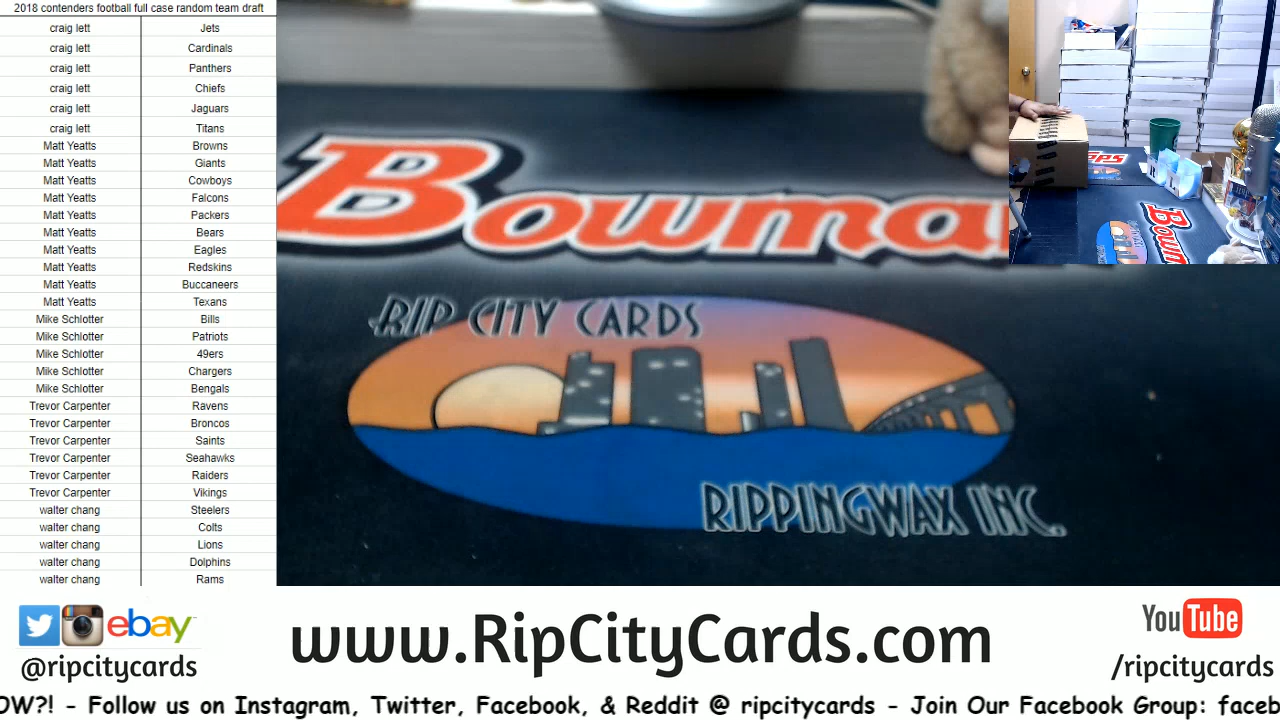 2018 contenders football full case random team draft
craig lett Jets
craig lett Cardinals
craig lett Panthers
craig lett Chiefs
craig lett Jaguars
craig lett Titans
Matt Yeatts Browns
Matt Yeatts Giants
Matt Yeatts Cowboys
Matt Yeatts Falcons
Matt Yeatts Packers
Matt Yeatts Bears
Matt Yeatts Eagles
Matt Yeatts Redskins
Matt Yeatts Buccaneers
Matt Yeatts Texans
Mike Schlotter Bills
Mike Schlotter Patriots
Mike Schlotter 49ers
Mike Schlotter Chargers
Mike Schlotter Bengals
Trevor Carpenter Ravens
Trevor Carpenter Broncos
Trevor Carpenter Saints
Trevor Carpenter Seahawks
Trevor Carpenter Raiders
Trevor Carpenter Vikings
walter chang Steelers
walter chang Colts
walter chang Lions
walter chang Dolphins
walter chang Rams
Bowma
RIP CITY CARDS
RIPPINGWAX INC.
pps
Bowm
ebay
@ripcitycards
www.RipCityCards.com
YouTube
/ripcitycards
OW?! - Follow us on Instagram, Twitter, Facebook, & Reddit @ ripcitycards - Join Our Facebook Group: faceb